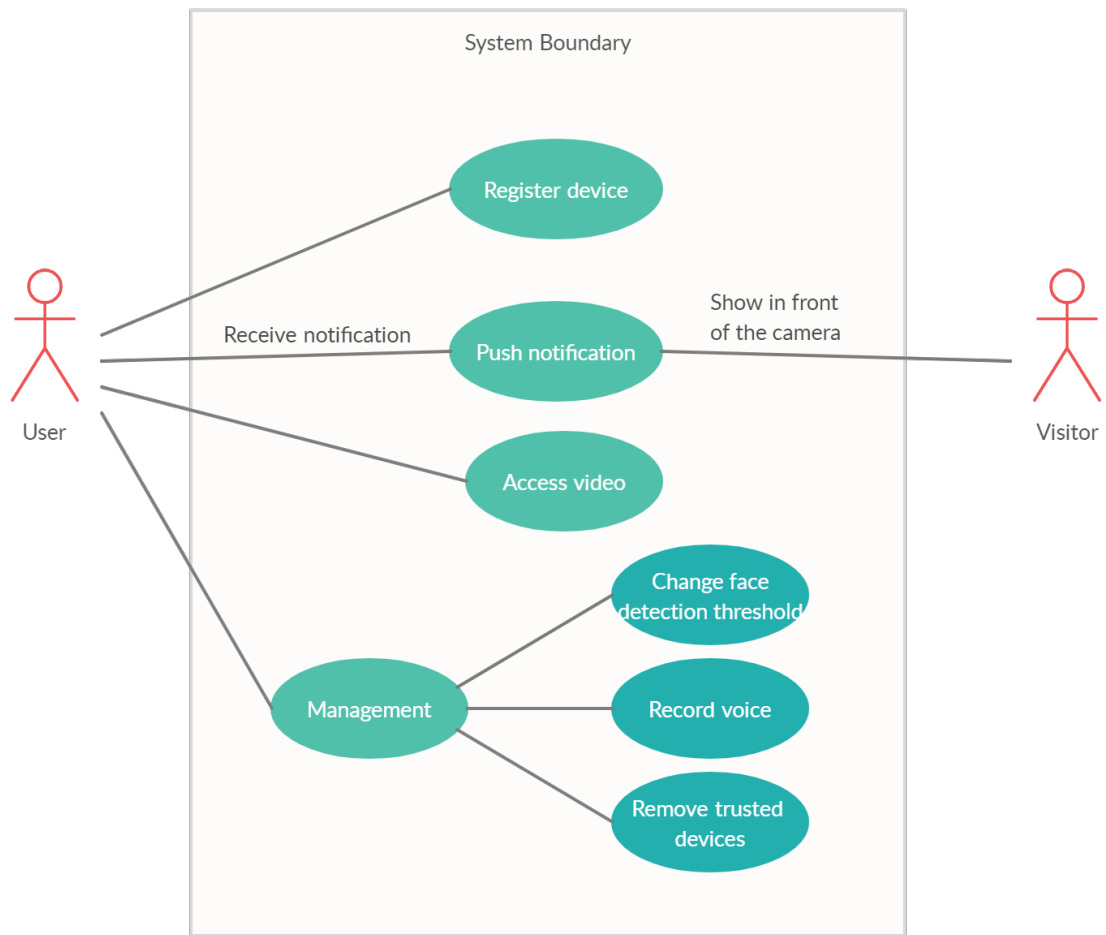 System Boundary
Register device
Show in front
of the camera
Receive notification
Push notification
User
Visitor
Access video
Change face
detection threshold
Management
Record voice
Remove trusted
devices